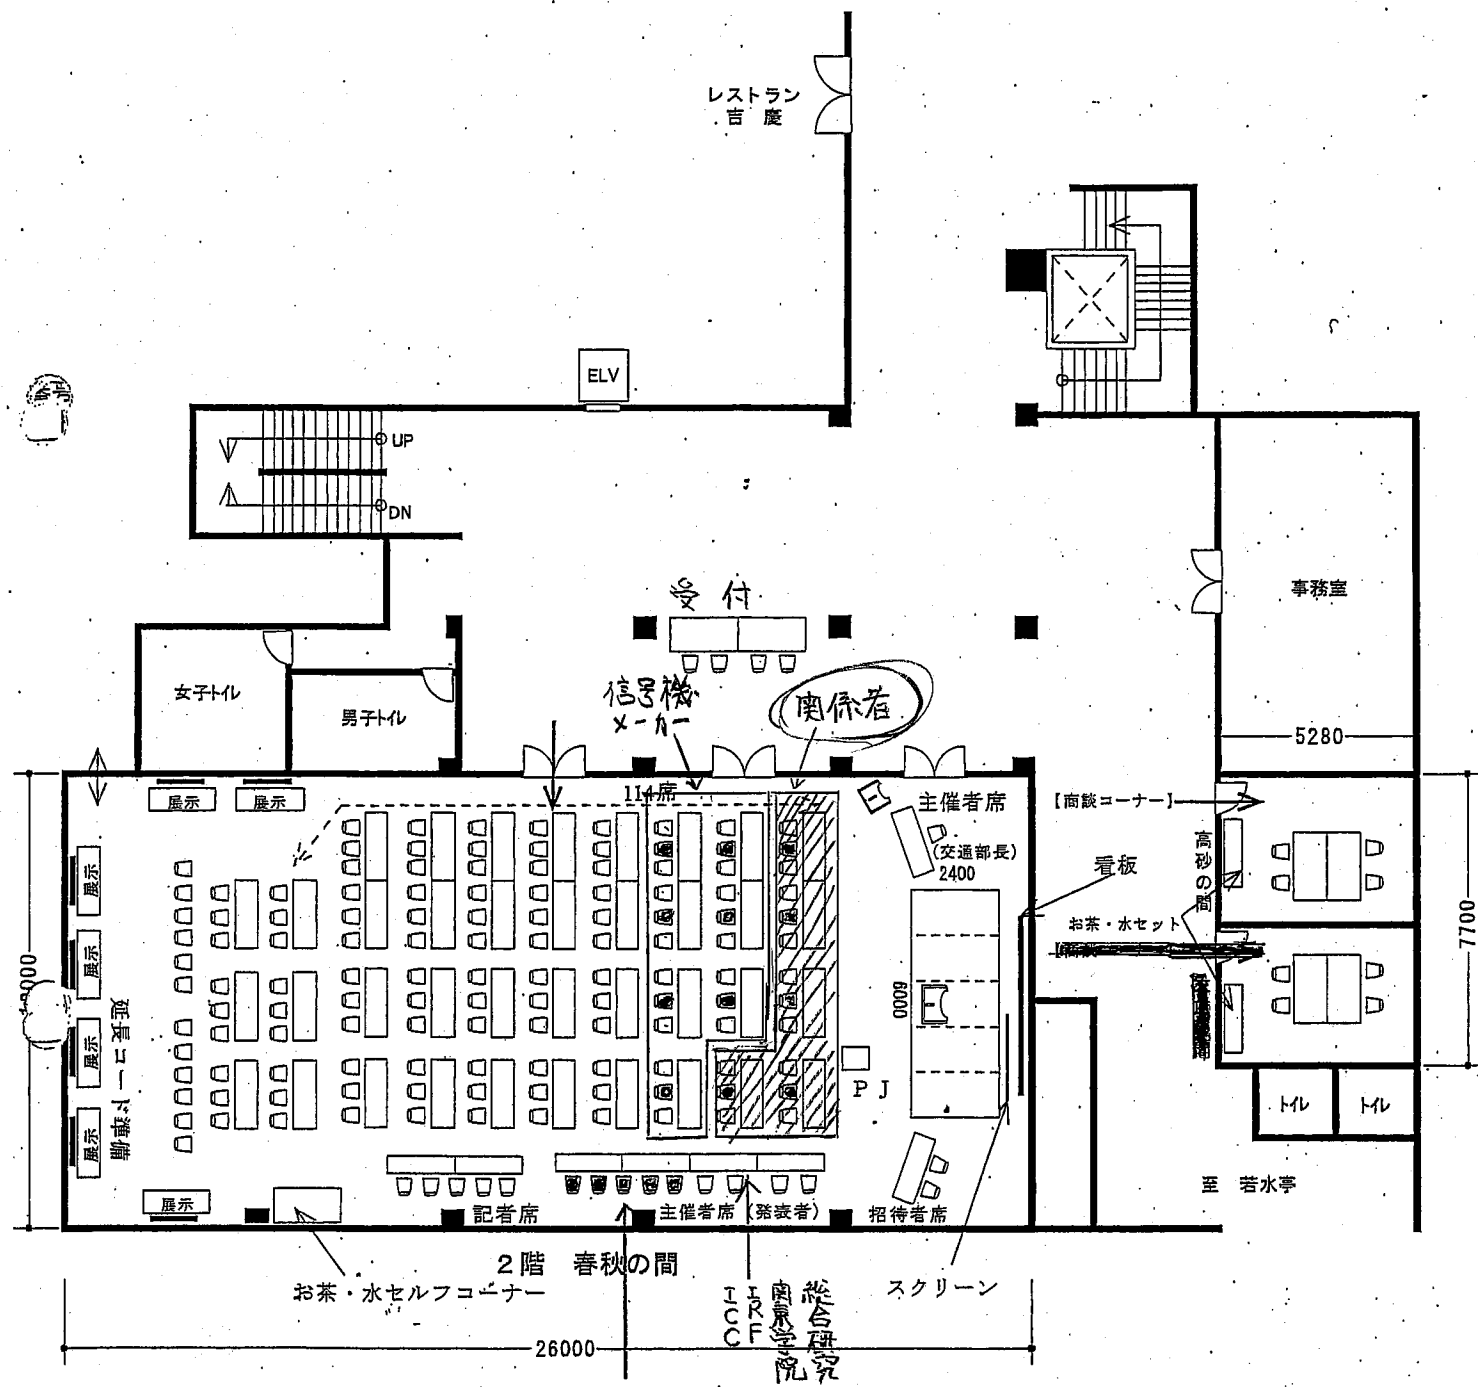 レストラン
吉慶
ELV
UP
DN
受付
事務室
女子トイレ
男子トイレ
信号機
メーカー
関係者
5280
展示
展示
114席
主催者席
(交通部長)
2400
【商談コーナー】
高砂の間
看板
お茶・水セット
7700
展示
展示
展示
展示
延長コード準備
6000
PJ
トイレ
トイレ
展示
記者席
主催者席(発表者)
招待者席
至 若水亭
2階 春秋の間
お茶・水セルフコーナー
スクリーン
ICC
IRF
関東学院
総合研究
26000